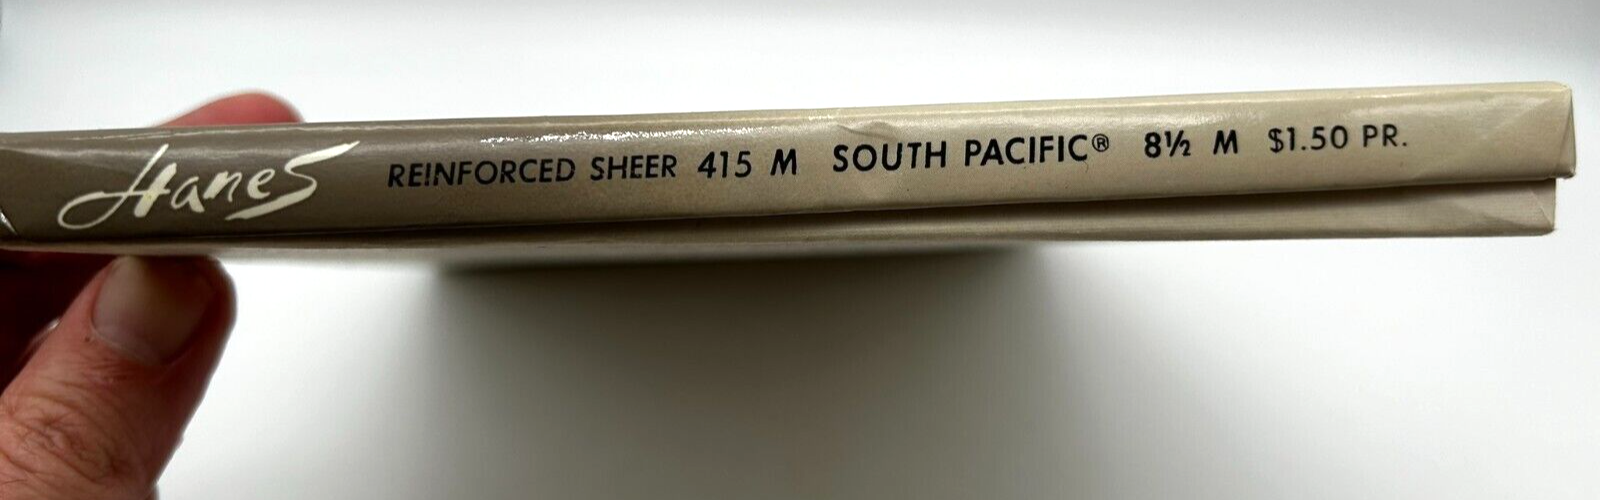 Hanes REINFORCED SHEER 415 M SOUTH PACIFIC® 8½ M $1.50 PR.